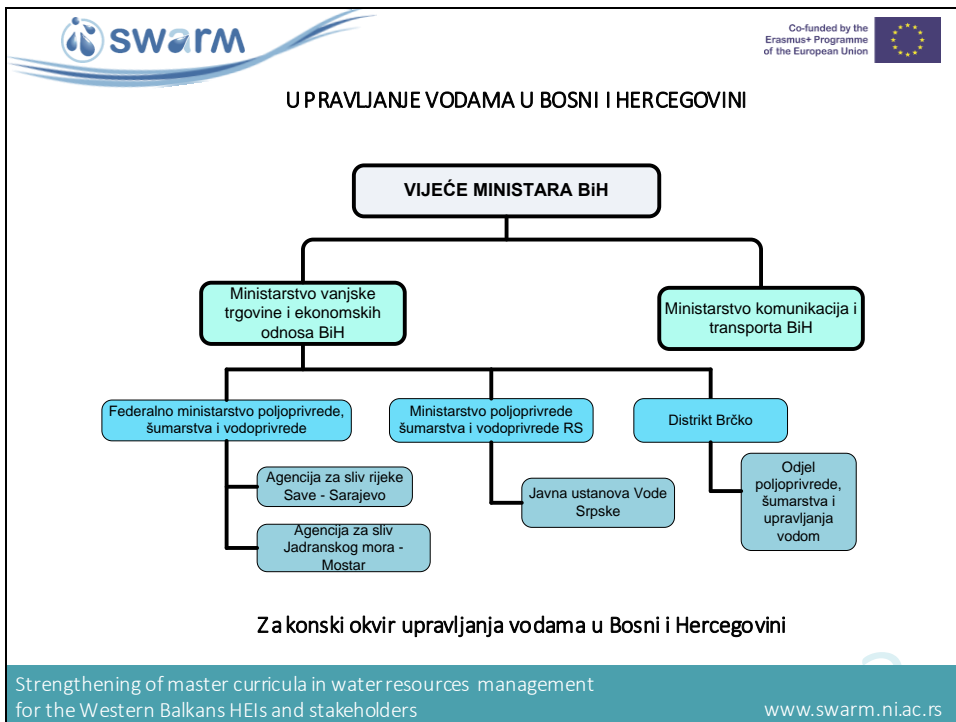 swarm
Co-funded by the
Erasmus+ Programme
of the European Union
UPRAVLJANJE VODAMA U BOSNI I HERCEGOVINI
VIJEĆE MINISTARA BiH
Ministarstvo vanjske
trgovine i ekonomskih
odnosa BiH
Ministarstvo komunikacija i
transporta BiH
Federalno ministarstvo poljoprivrede,
šumarstva i vodoprivrede
Ministarstvo poljoprivrede
šumarstva i vodoprivrede RS
Distrikt Brčko
Agencija za sliv rijeke
Save - Sarajevo
Agencija za sliv
Jadranskog mora -
Mostar
Javna ustanova Vode
Srpske
Odjel
poljoprivrede,
šumarstva i
upravljanja
vodom
Zakonski okvir upravljanja vodama u Bosni i Hercegovini
Strengthening of master curricula in water resources management
for the Western Balkans HEIs and stakeholders
www.swarm.ni.ac.rs